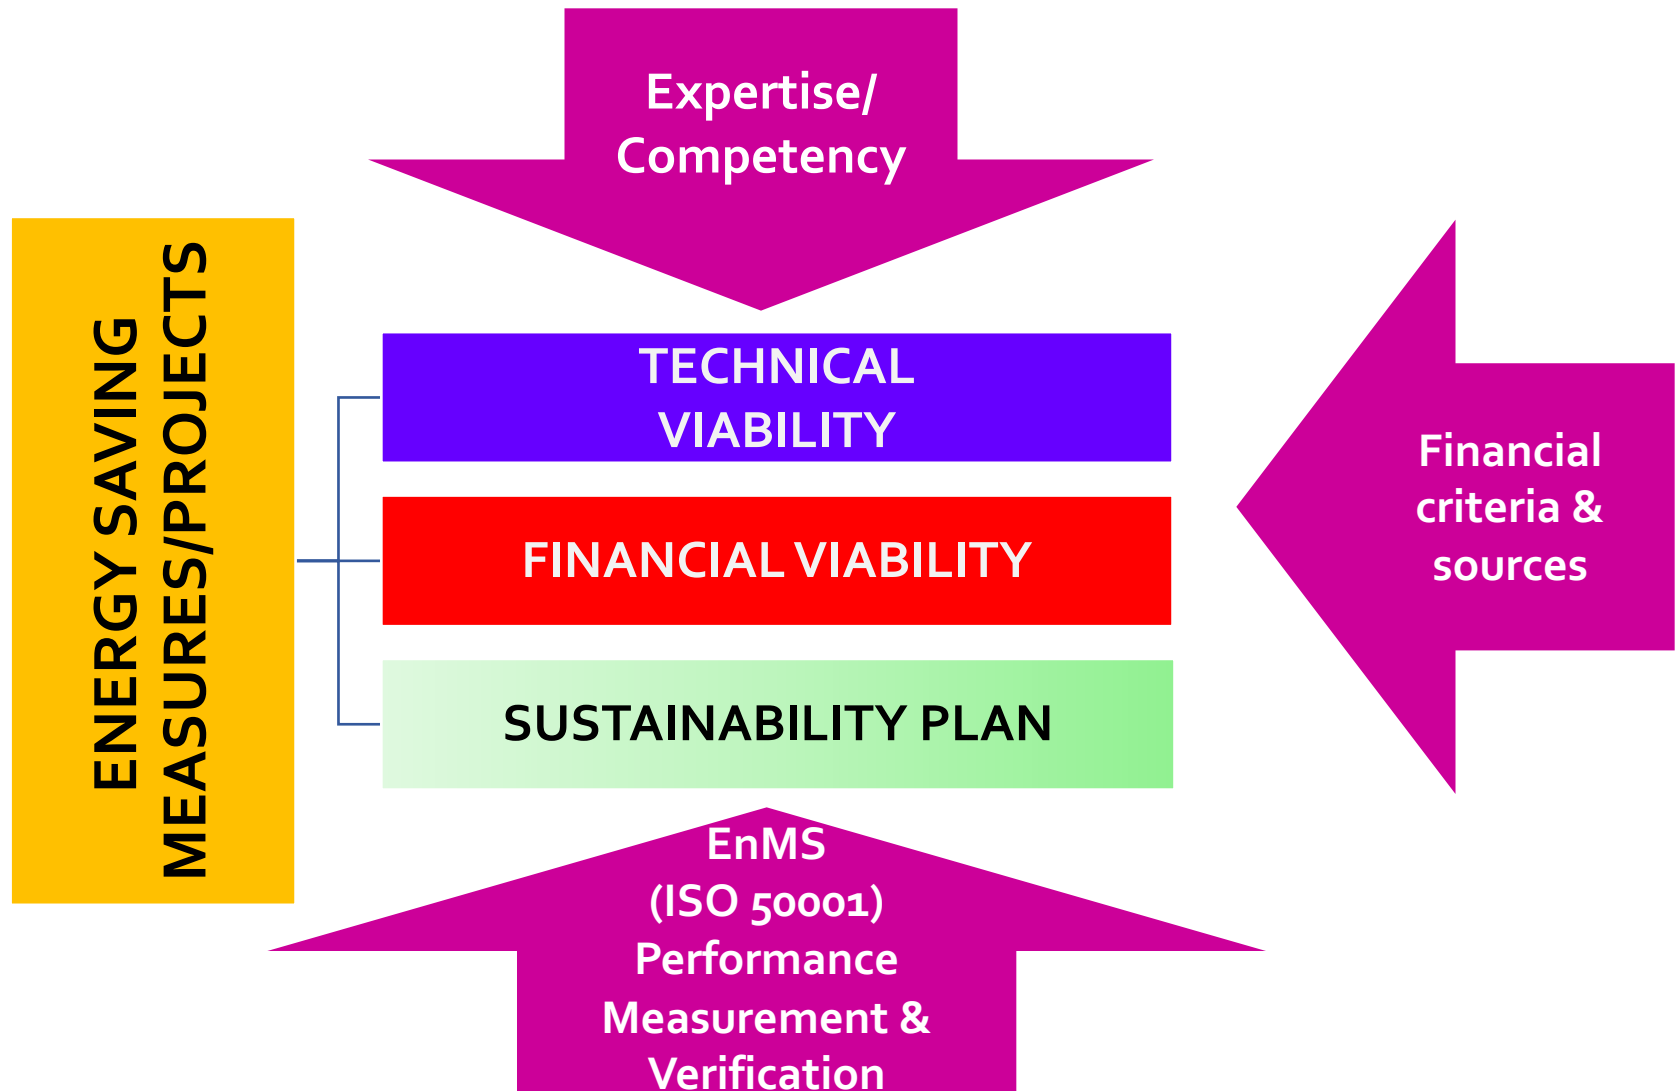 Expertise/
Competency
ENERGY SAVING
MEASURES/PROJECTS
TECHNICAL
VIABILITY
FINANCIAL VIABILITY
SUSTAINABILITY PLAN
Financial
criteria &
sources
EnMS
(ISO 50001)
Performance
Measurement &
Verification